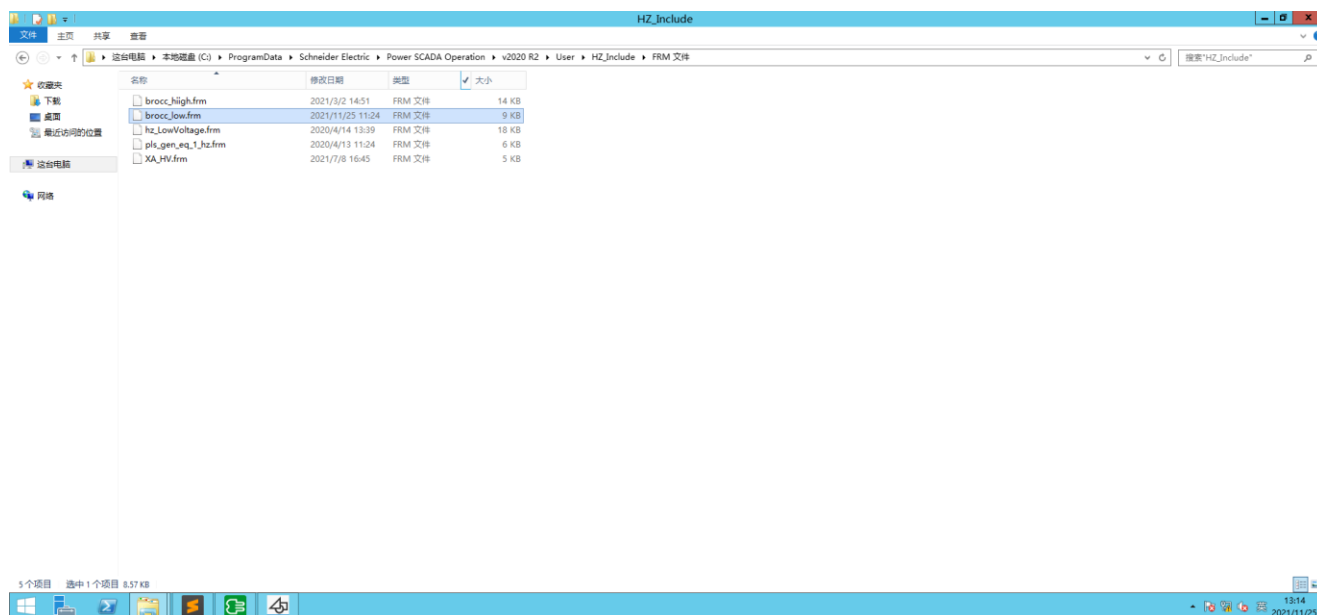 HZ_Include
文件 主页 共享 查看
这台电脑 本地磁盘 (C:) ProgramData Schneider Electric Power SCADA Operation v2020 R2 User HZ_Include FRM 文件
搜索"HZ_Include"
收藏夹
下载
桌面
最近访问的位置
这台电脑
网络
名称 修改日期 类型 大小
brocc_hiigh.frm 2021/3/2 14:51 FRM 文件 14 KB
brocc_low.frm 2021/11/25 11:24 FRM 文件 9 KB
hz_LowVoltage.frm 2020/4/14 13:39 FRM 文件 18 KB
pls_gen_eq_1_hz.frm 2020/4/13 11:24 FRM 文件 6 KB
XA_HV.frm 2021/7/8 16:45 FRM 文件 5 KB
5个项目 选中1个项目 8.57 KB
13:14
2021/11/25